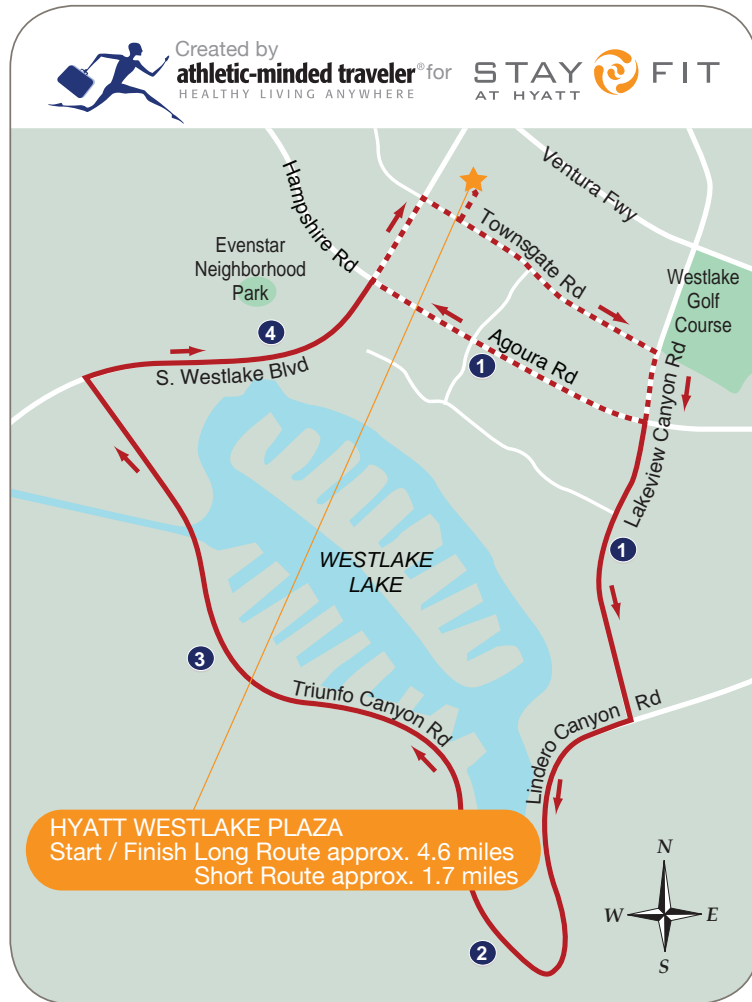 Created by
athletic-minded traveler® for
HEALTHY LIVING ANYWHERE
STAY FIT
AT HYATT
Hampshire Rd
Ventura Fwy
Townsgate Rd
Evenstar
Neighborhood
Park
Westlake
Golf
Course
4
S. Westlake Blvd
Agoura Rd
1
Lakeview Canyon Rd
1
WESTLAKE
LAKE
3
Triunfo Canyon Rd
Lindero Canyon Rd
HYATT WESTLAKE PLAZA
Start / Finish Long Route approx. 4.6 miles
Short Route approx. 1.7 miles
2
N
W E
S